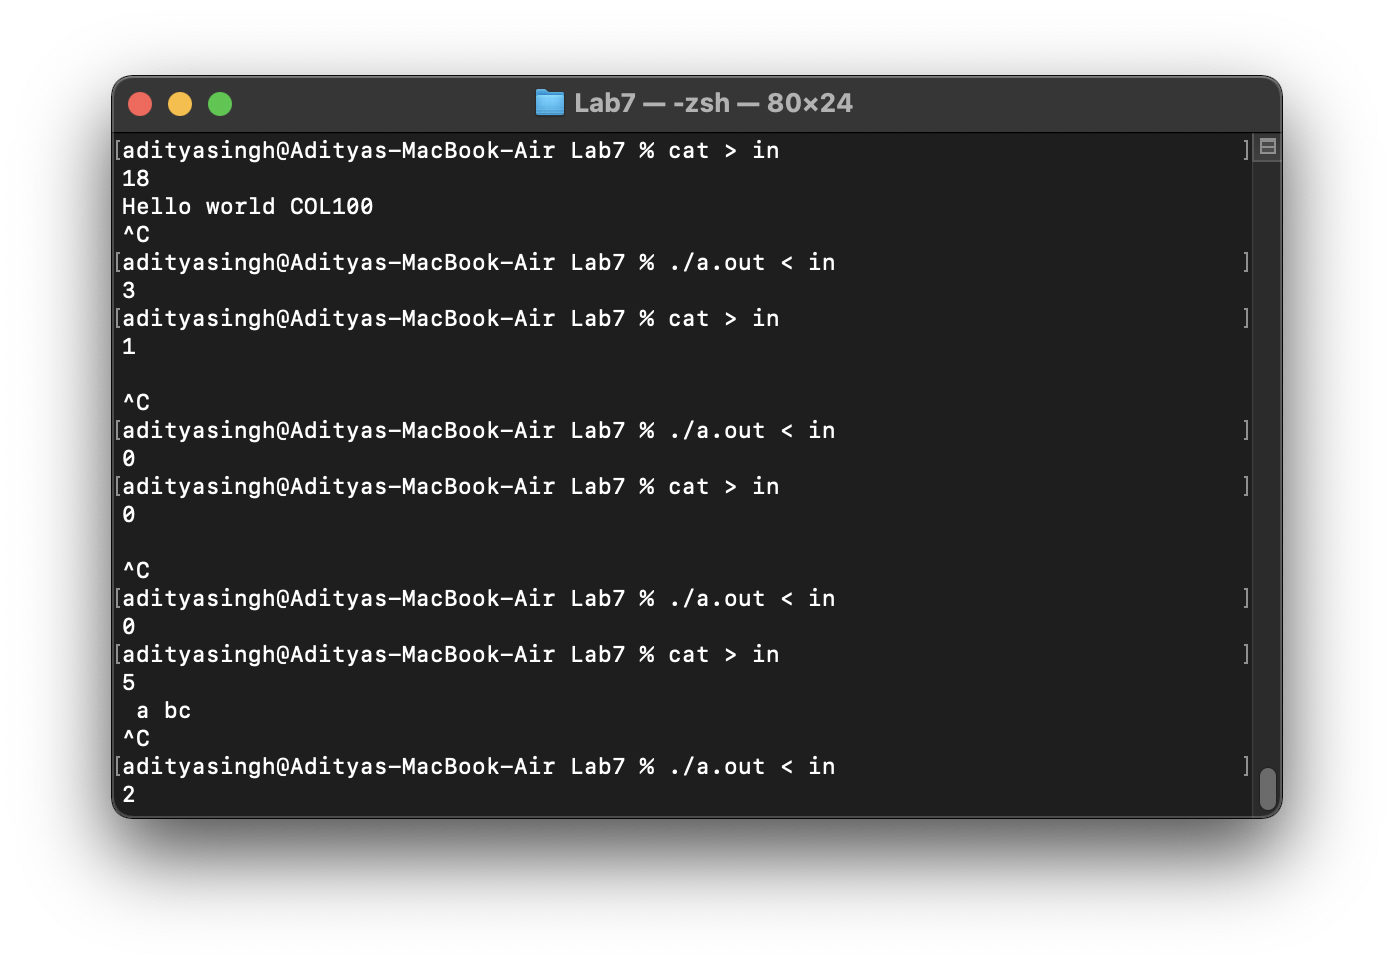 Lab7 — -zsh — 80×24
[adityasingh@Adityas-MacBook-Air Lab7 % cat > in ]
18
Hello world COL100
^C
[adityasingh@Adityas-MacBook-Air Lab7 % ./a.out < in ]
3
[adityasingh@Adityas-MacBook-Air Lab7 % cat > in ]
1

^C
[adityasingh@Adityas-MacBook-Air Lab7 % ./a.out < in ]
0
[adityasingh@Adityas-MacBook-Air Lab7 % cat > in ]
0

^C
[adityasingh@Adityas-MacBook-Air Lab7 % ./a.out < in ]
0
[adityasingh@Adityas-MacBook-Air Lab7 % cat > in ]
5
 a bc
^C
[adityasingh@Adityas-MacBook-Air Lab7 % ./a.out < in ]
2